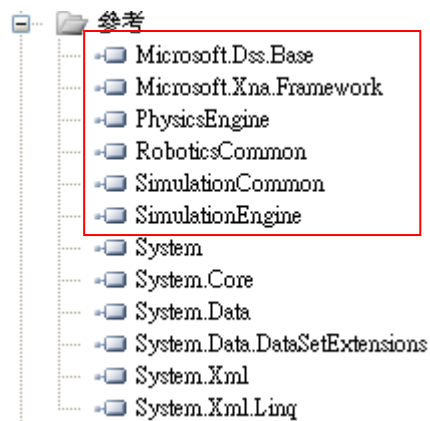 參考
Microsoft.Dss.Base
Microsoft.Xna.Framework
PhysicsEngine
RoboticsCommon
SimulationCommon
SimulationEngine
System
System.Core
System.Data
System.Data.DataSetExtensions
System.Xml
System.Xml.Linq